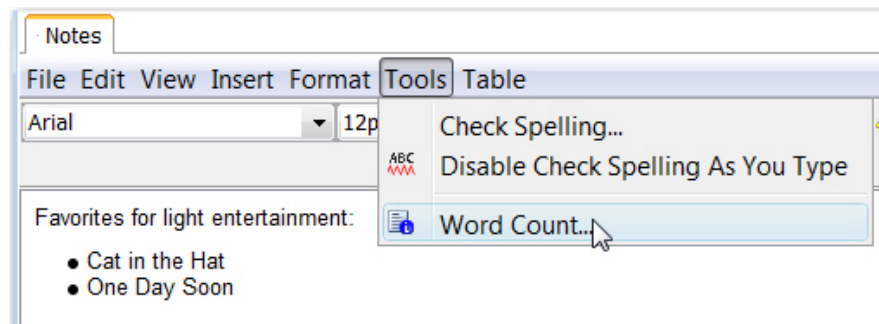 Notes
File Edit View Insert Format Tools Table
Arial 12p
Check Spelling...
ABC
Disable Check Spelling As You Type
Word Count...
Favorites for light entertainment:
● Cat in the Hat
● One Day Soon